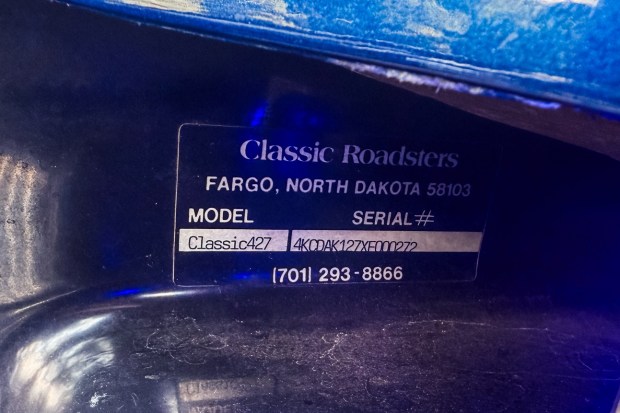 Classic Roadsters
FARGO, NORTH DAKOTA 58103
MODEL SERIAL#
Classic427 4KCDAK127XF000272
(701) 293-8866